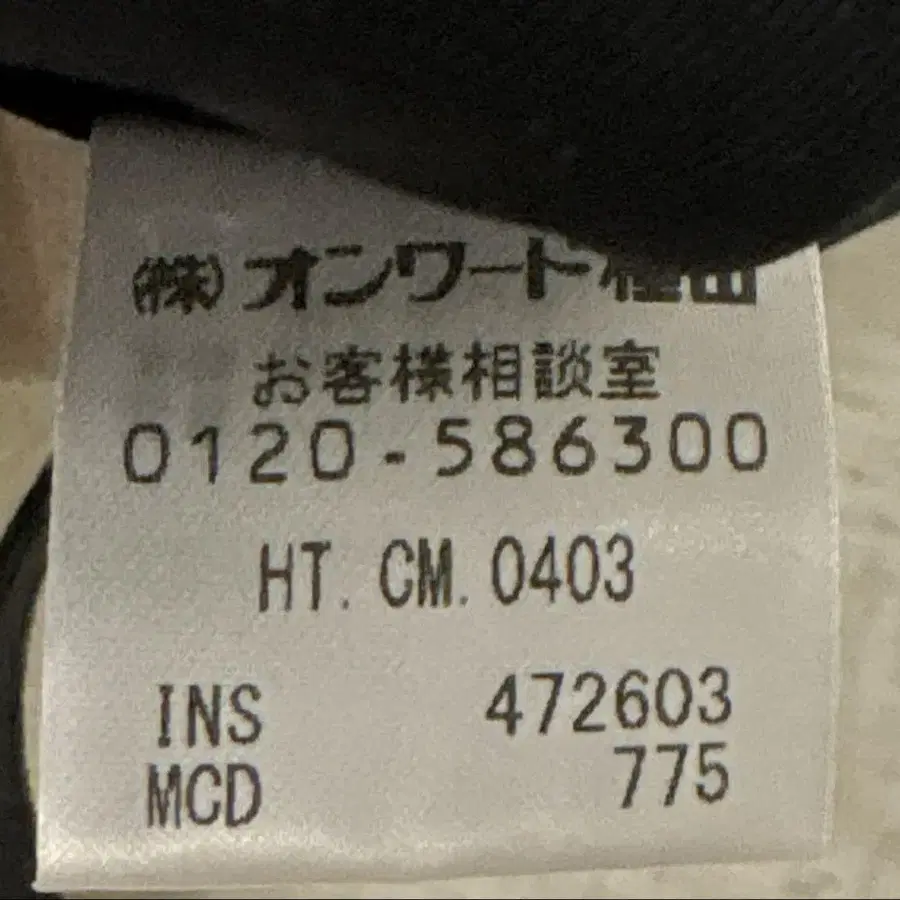 (株)オンワード樫山
お客様相談室
0120-586300
HT. CM. 0403
INS 472603
MCD 775